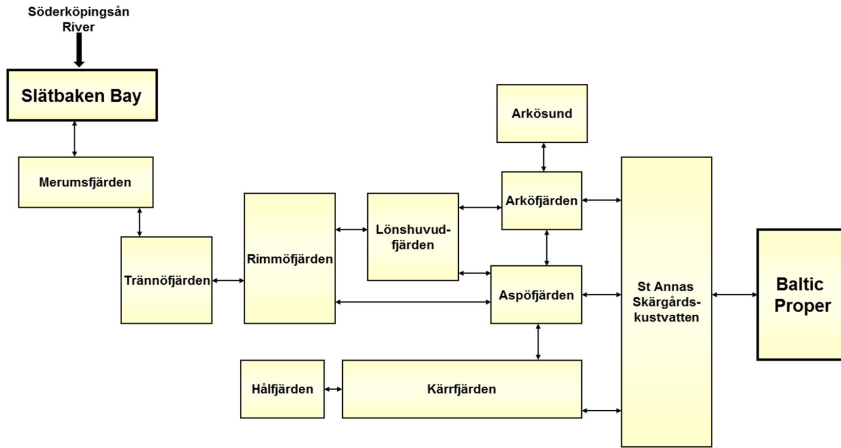 Söderköpingsån
River
Slätbaken Bay
Merumsfjärden
Trännöfjärden
Rimmöfjärden
Lönshuvud-
fjärden
Arkösund
Arköfjärden
Aspöfjärden
Hålfjärden
Kärrfjärden
St Annas
Skärgårds-
kustvatten
Baltic
Proper